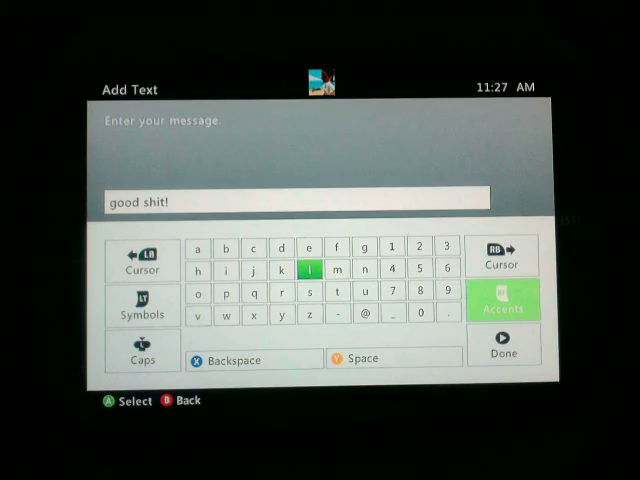 Add Text
11:27 AM
Enter your message.
good shit!
LB
Cursor
a b c d e f g 1 2 3
RB
Cursor
h i j k l m n 4 5 6
LT
Symbols
o p q r s t u 7 8 9
RT
Accents
v w x y z - @ _ 0 .
L
Caps
X Backspace
Y Space
Done
A Select B Back